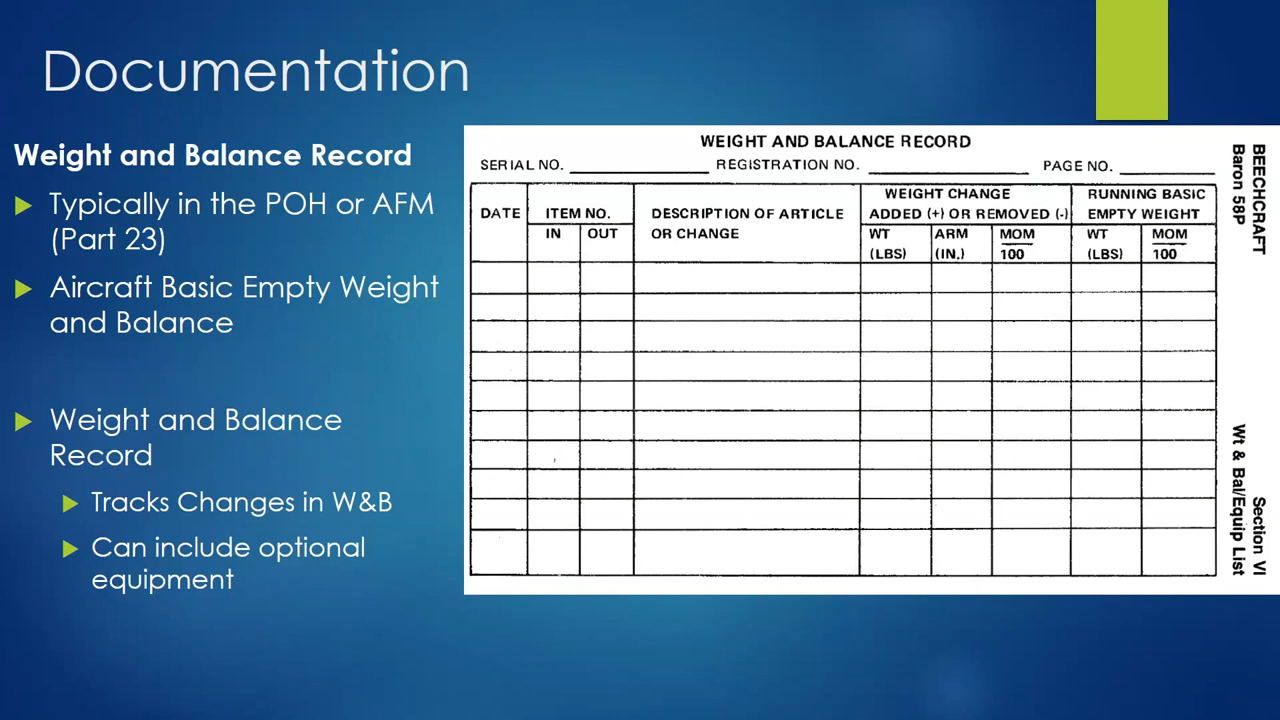 Documentation
Weight and Balance Record
Typically in the POH or AFM
(Part 23)
Aircraft Basic Empty Weight
and Balance
Weight and Balance
Record
Tracks Changes in W&B
Can include optional
equipment
WEIGHT AND BALANCE RECORD
SERIAL NO. REGISTRATION NO. PAGE NO.
DATE
ITEM NO.
IN OUT
DESCRIPTION OF ARTICLE
OR CHANGE
WEIGHT CHANGE
ADDED (+) OR REMOVED (-)
WT
(LBS)
ARM
(IN.)
MOM
100
RUNNING BASIC
EMPTY WEIGHT
WT
(LBS)
MOM
100
BEECHCRAFT
Baron 58P
Section VI
Wt & Bal/Equip List